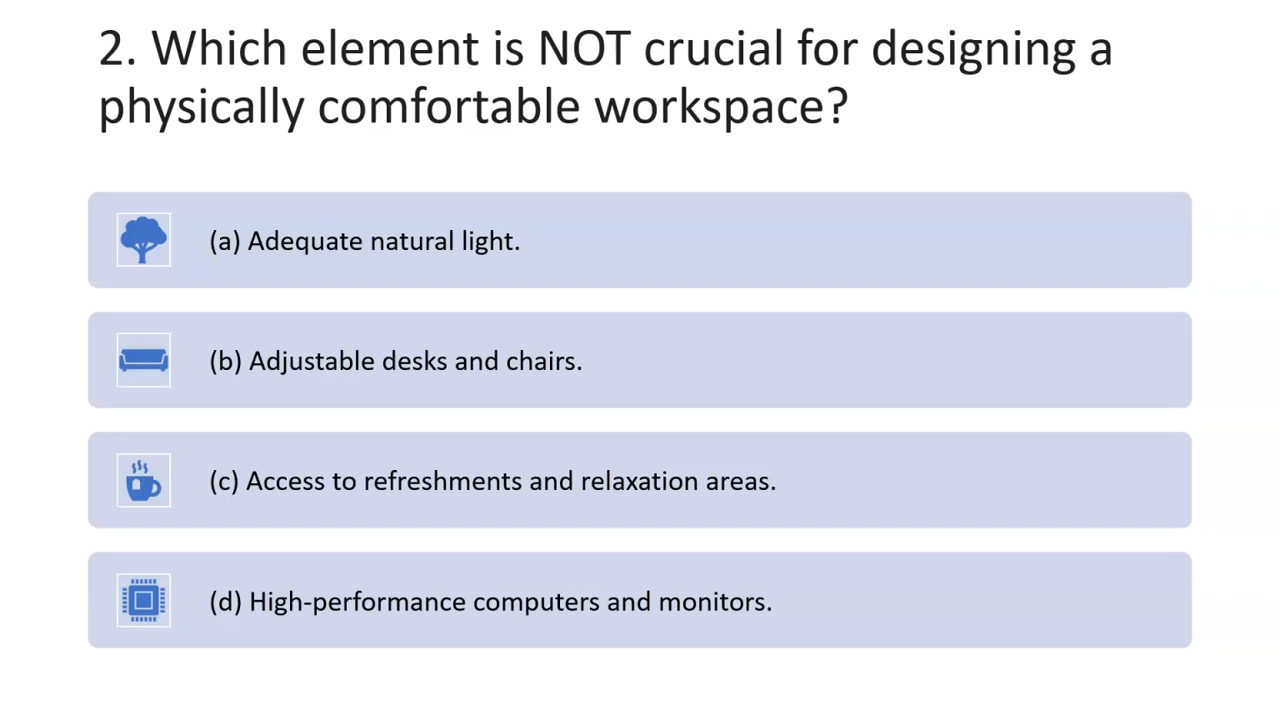 2. Which element is NOT crucial for designing a
physically comfortable workspace?
(a) Adequate natural light.
(b) Adjustable desks and chairs.
(c) Access to refreshments and relaxation areas.
(d) High-performance computers and monitors.